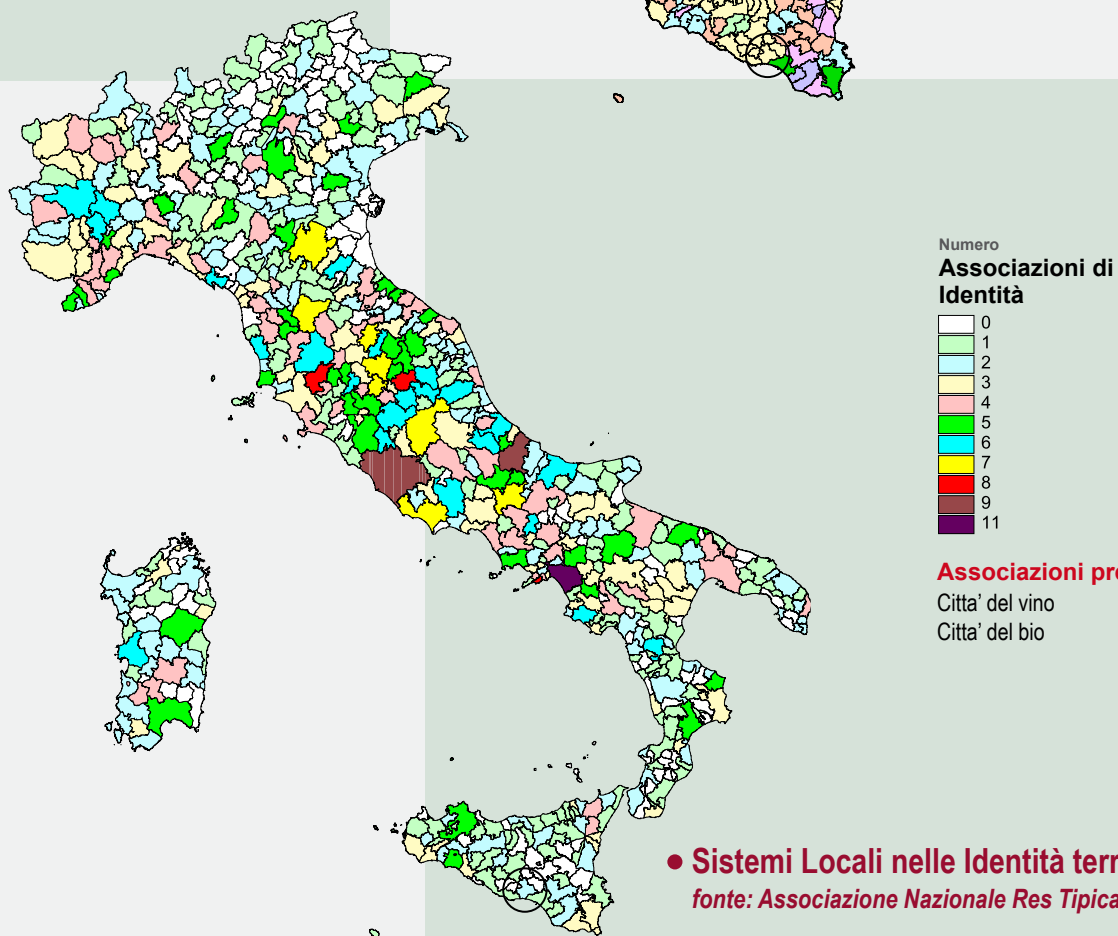 Numero
Associazioni di
Identità
0
1
2
3
4
5
6
7
8
9
11
Associazioni pro
Citta' del vino
Citta' del bio
• Sistemi Locali nelle Identità terr
fonte: Associazione Nazionale Res Tipica